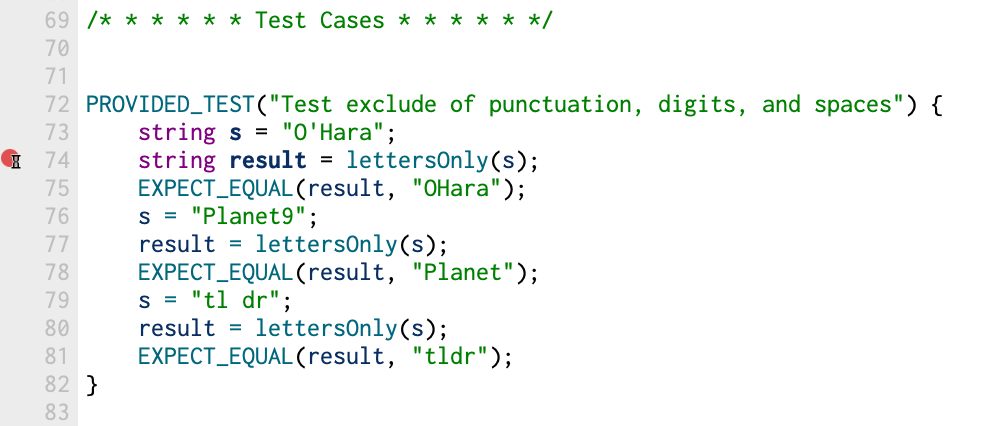 69 /* * * * * * Test Cases * * * * * */
70
71
72 PROVIDED_TEST("Test exclude of punctuation, digits, and spaces") {
73     string s = "O'Hara";
74     string result = lettersOnly(s);
75     EXPECT_EQUAL(result, "OHara");
76     s = "Planet9";
77     result = lettersOnly(s);
78     EXPECT_EQUAL(result, "Planet");
79     s = "tl dr";
80     result = lettersOnly(s);
81     EXPECT_EQUAL(result, "tldr");
82 }
83